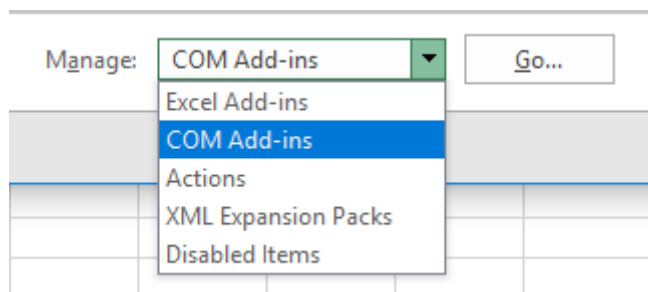 Manage: COM Add-ins Go...
Excel Add-ins
COM Add-ins
Actions
XML Expansion Packs
Disabled Items